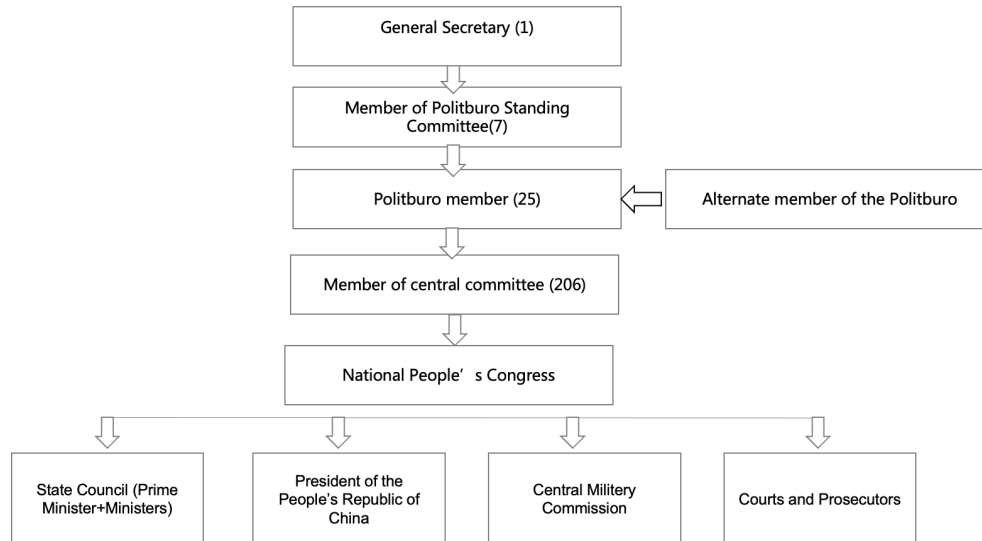 General Secretary (1)
Member of Politburo Standing
Committee(7)
Politburo member (25)
Alternate member of the Politburo
Member of central committee (206)
National People’s Congress
State Council (Prime
Minister+Ministers)
President of the
People’s Republic of
China
Central Military
Commission
Courts and Prosecutors